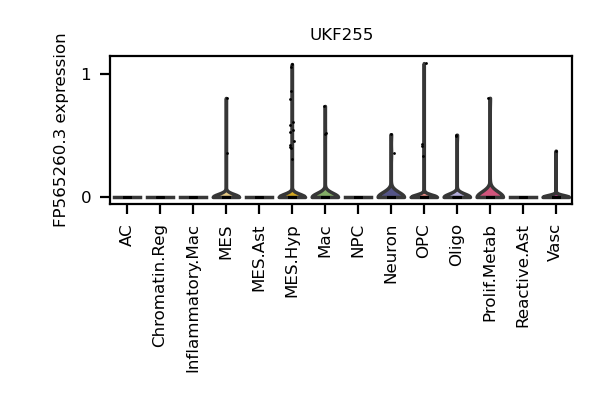 UKF255
FP565260.3 expression
1
0
AC
Chromatin.Reg
Inflammatory.Mac
MES
MES.Ast
MES.Hyp
Mac
NPC
Neuron
OPC
Oligo
Prolif.Metab
Reactive.Ast
Vasc